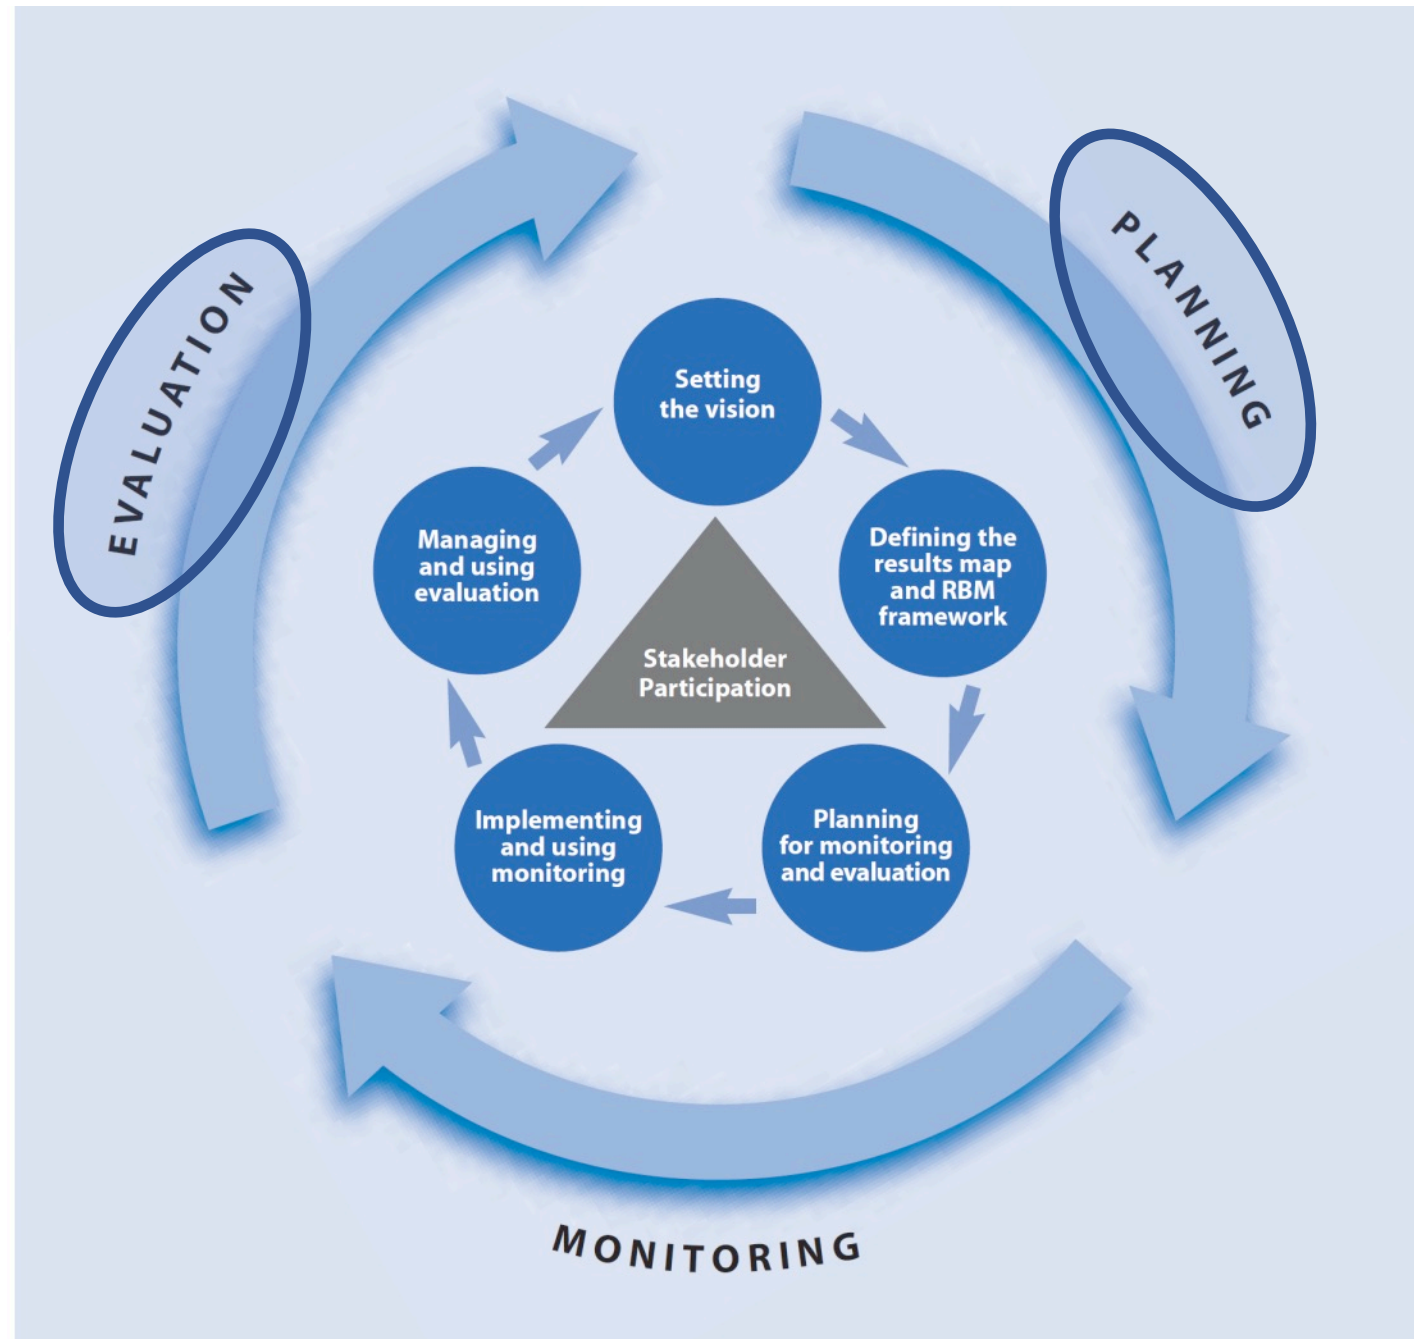 EVALUATION
PLANNING
Setting
the vision
Defining the
results map
and RBM
framework
Planning
for monitoring
and evaluation
Implementing
and using
monitoring
Managing
and using
evaluation
Stakeholder
Participation
MONITORING